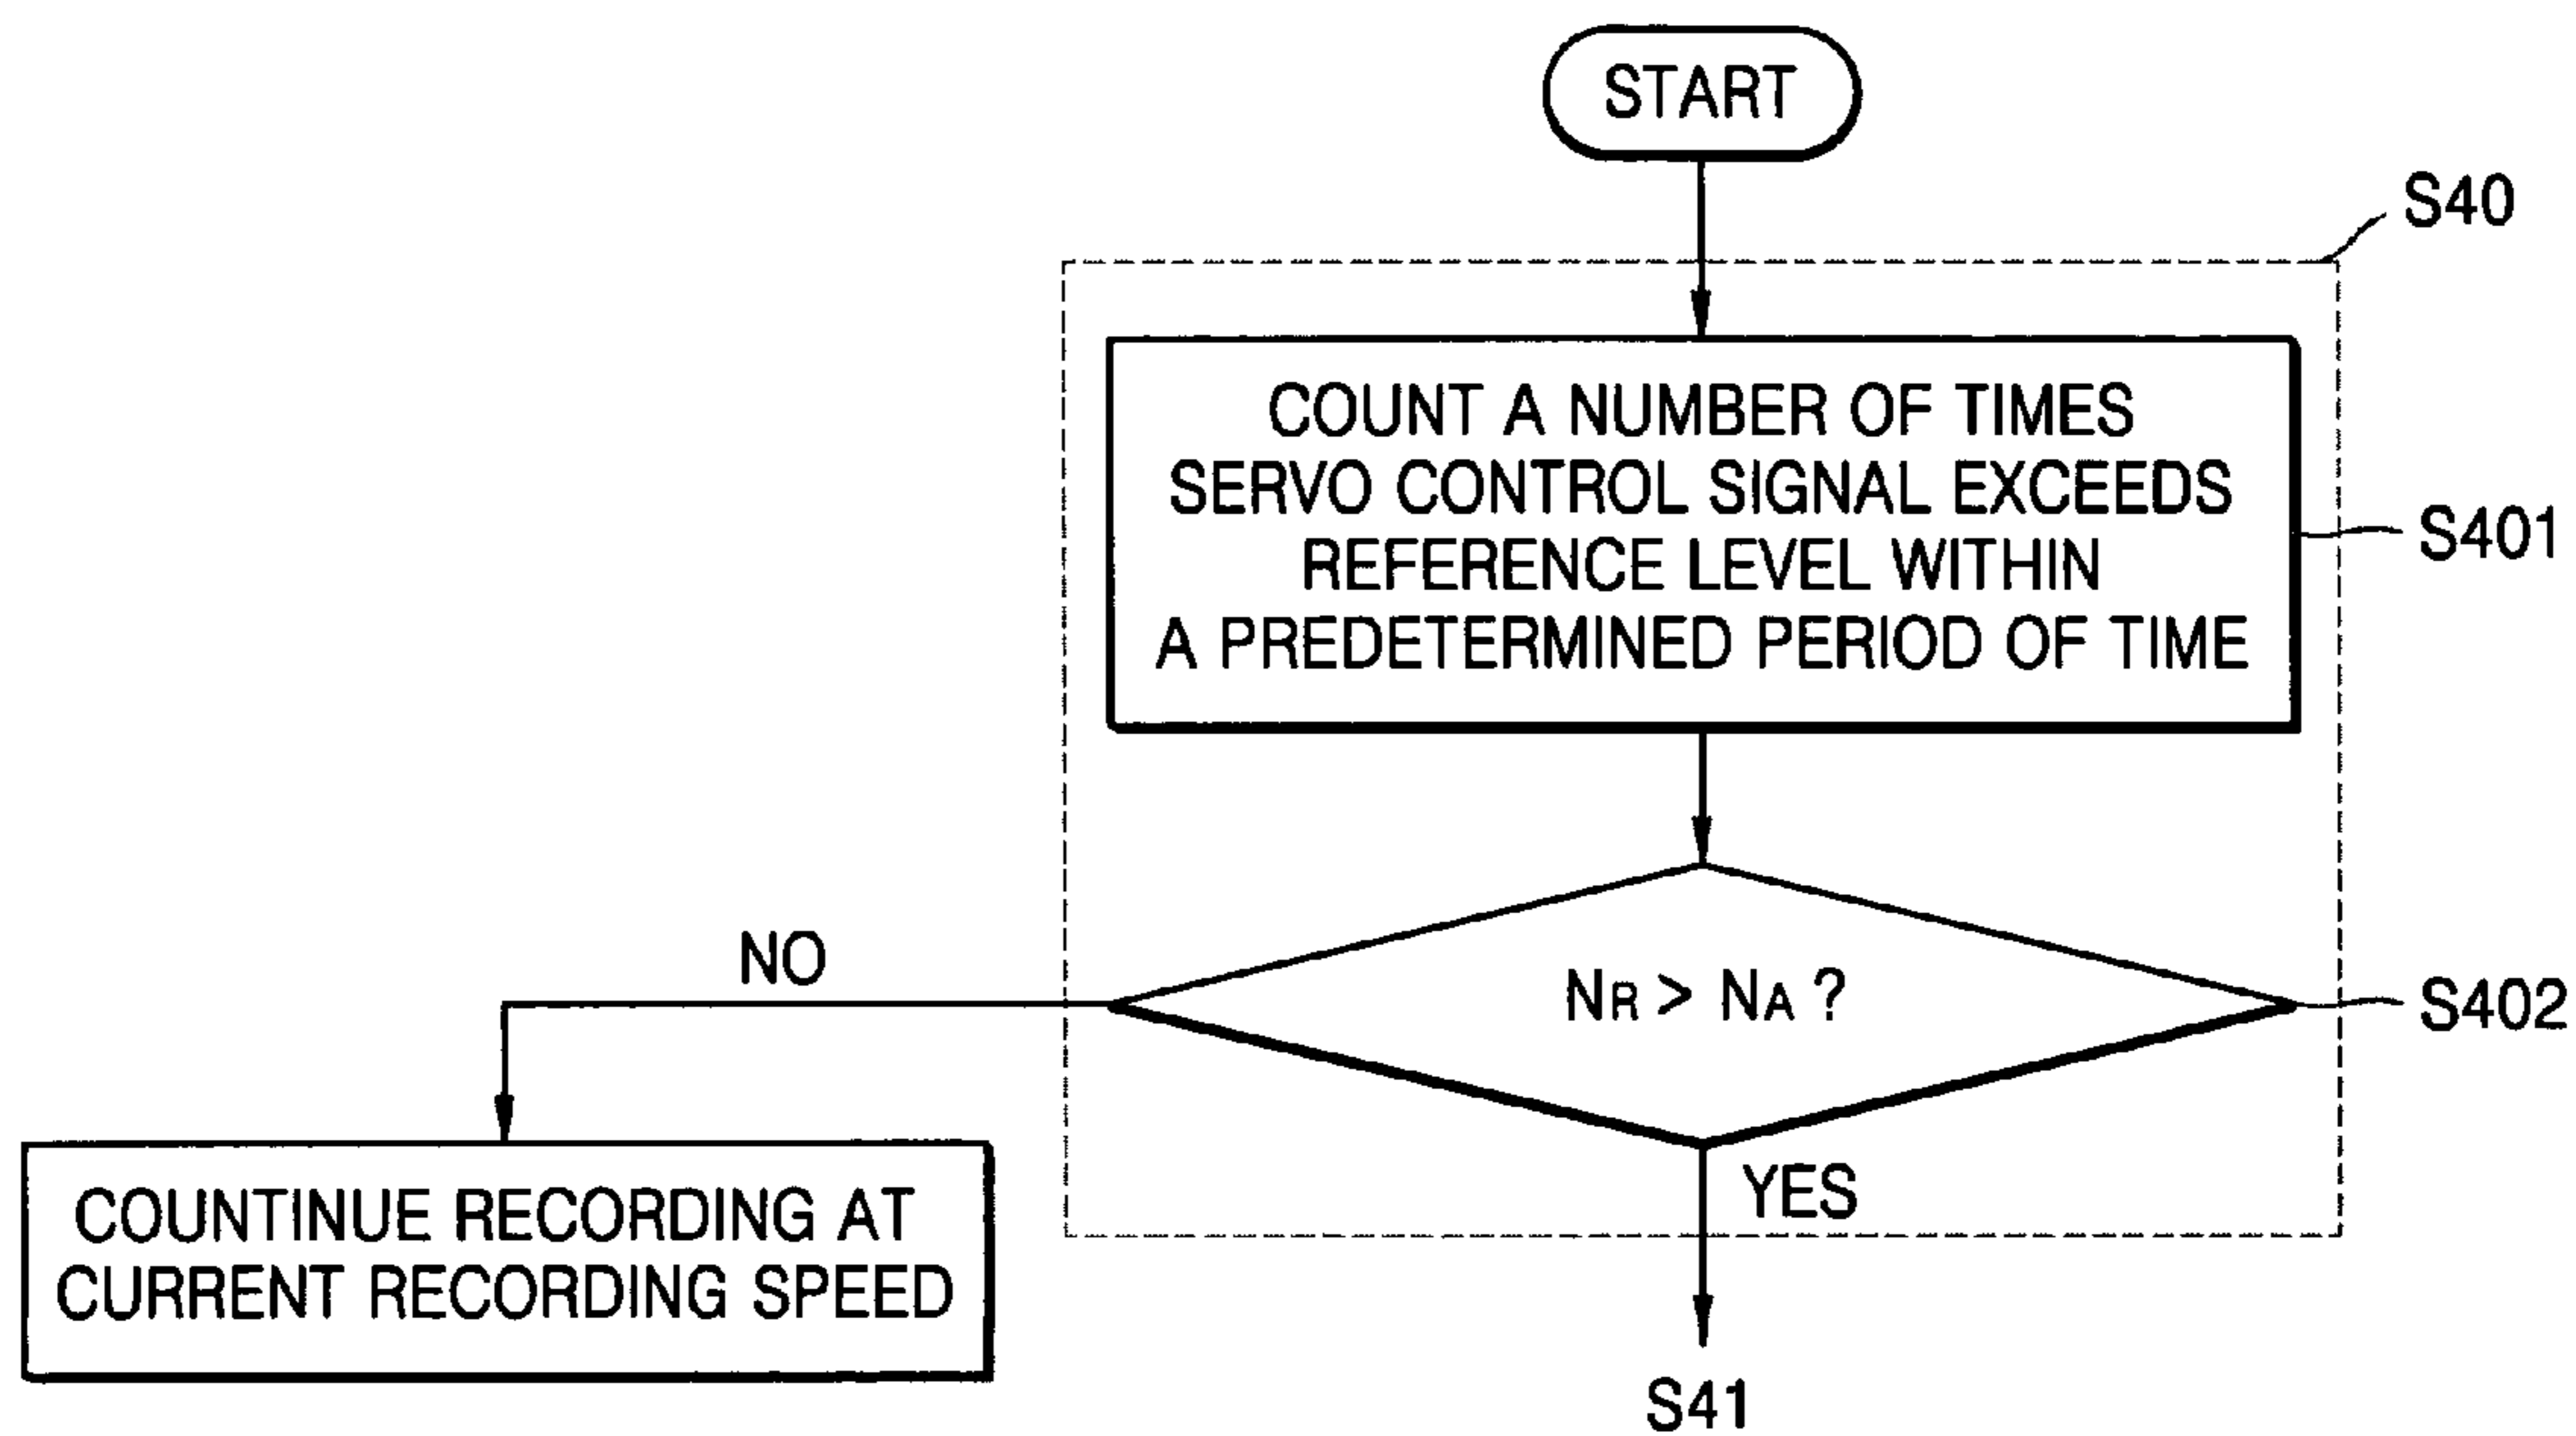 START
S40
COUNT A NUMBER OF TIMES
SERVO CONTROL SIGNAL EXCEEDS
REFERENCE LEVEL WITHIN
A PREDETERMINED PERIOD OF TIME
S401
NO
NR > NA ?
S402
COUNTINUE RECORDING AT
CURRENT RECORDING SPEED
YES
S41